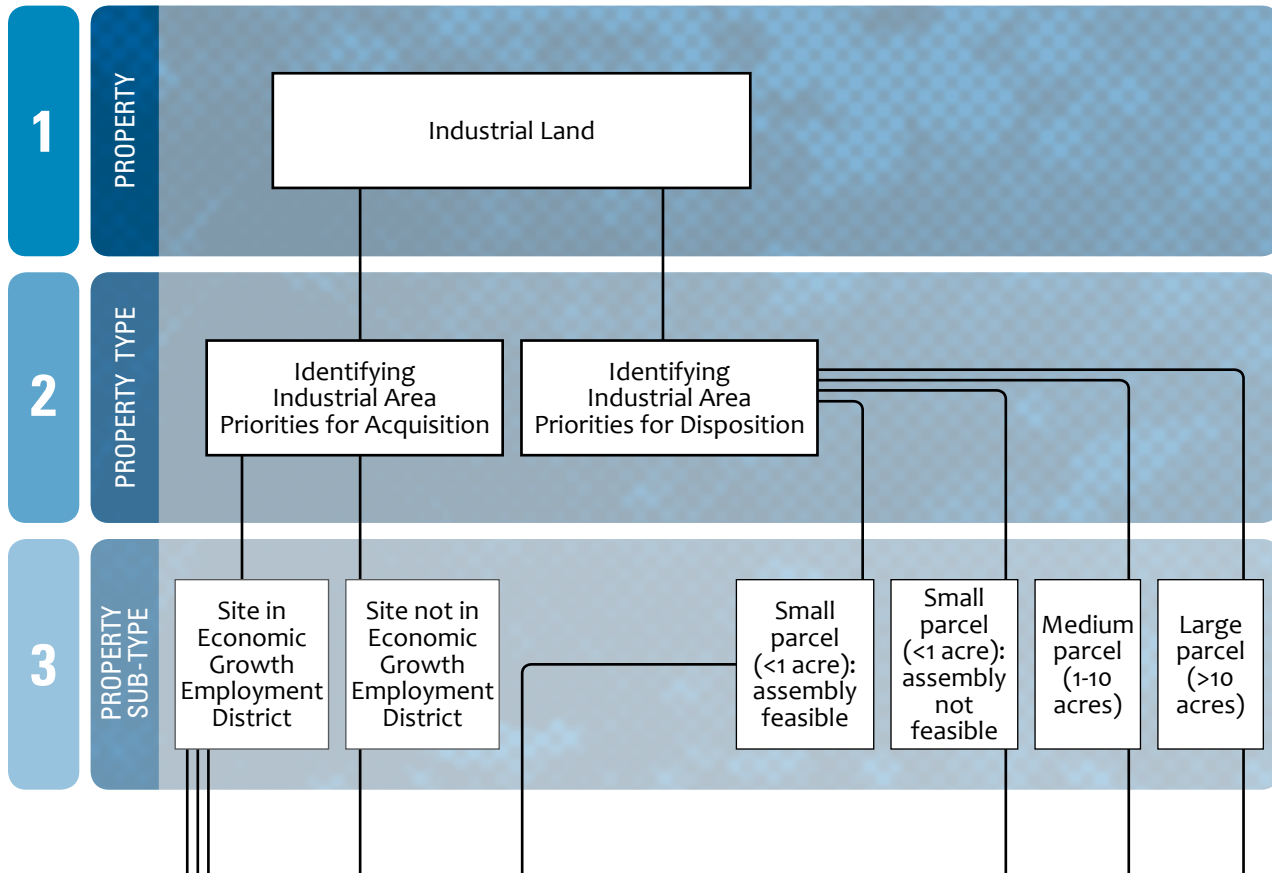 1
PROPERTY
Industrial Land
2
PROPERTY TYPE
Identifying
Industrial Area
Priorities for Acquisition
Identifying
Industrial Area
Priorities for Disposition
3
PROPERTY
SUB-TYPE
Site in
Economic
Growth
Employment
District
Site not in
Economic
Growth
Employment
District
Small
parcel
(<1 acre):
assembly
feasible
Small
parcel
(<1 acre):
assembly
not
feasible
Medium
parcel
(1-10
acres)
Large
parcel
(>10
acres)